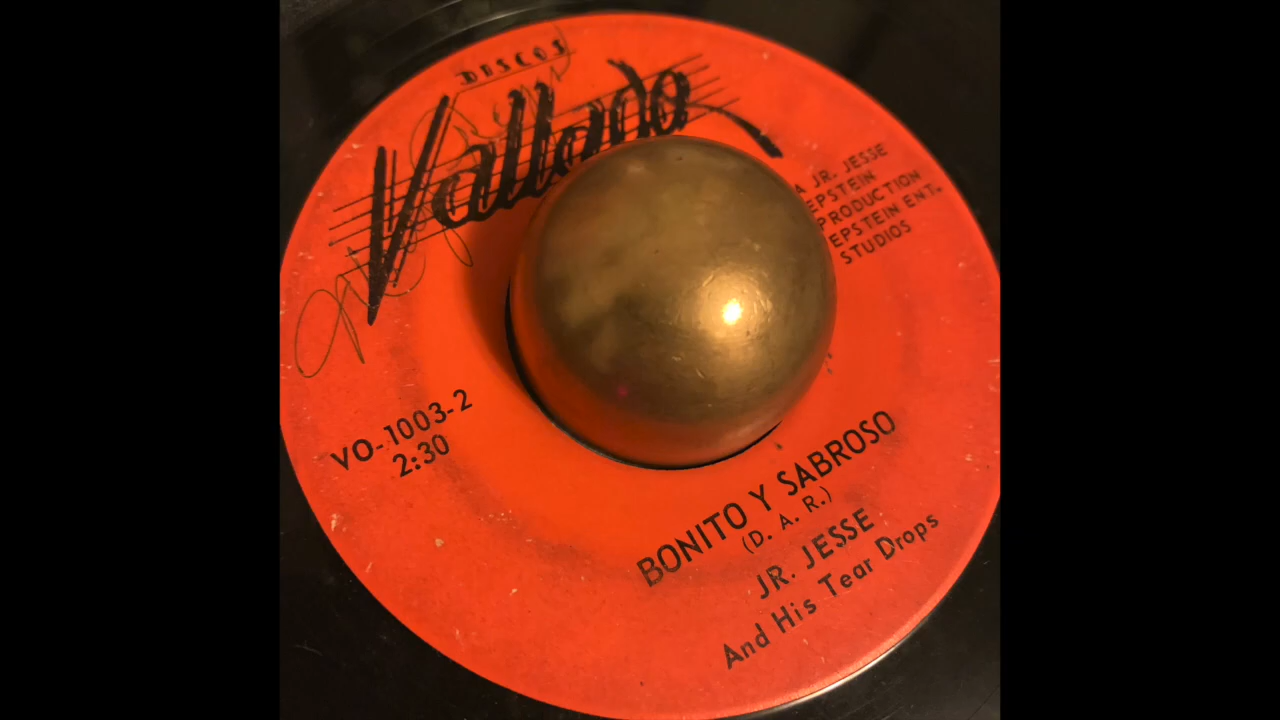 DISCOS
Vallado
A JR. JESSE
EPSTEIN
PRODUCTION
EPSTEIN ENT.
STUDIOS
VO-1003-2
2:30
BONITO Y SABROSO
(D. A. R.)
JR. JESSE
And His Tear Drops